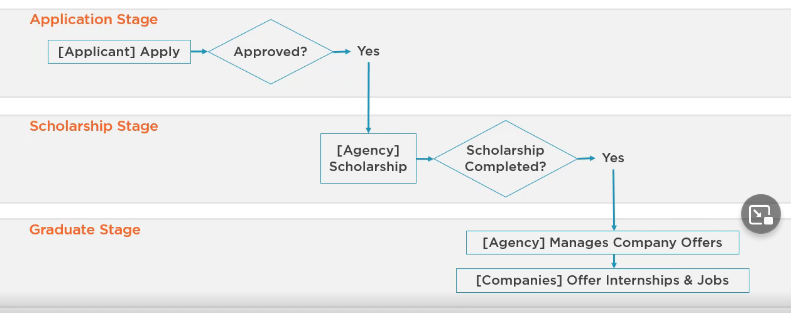 Application Stage
[Applicant] Apply
Approved?
Yes
Scholarship Stage
[Agency]
Scholarship
Scholarship
Completed?
Yes
Graduate Stage
[Agency] Manages Company Offers
[Companies] Offer Internships & Jobs